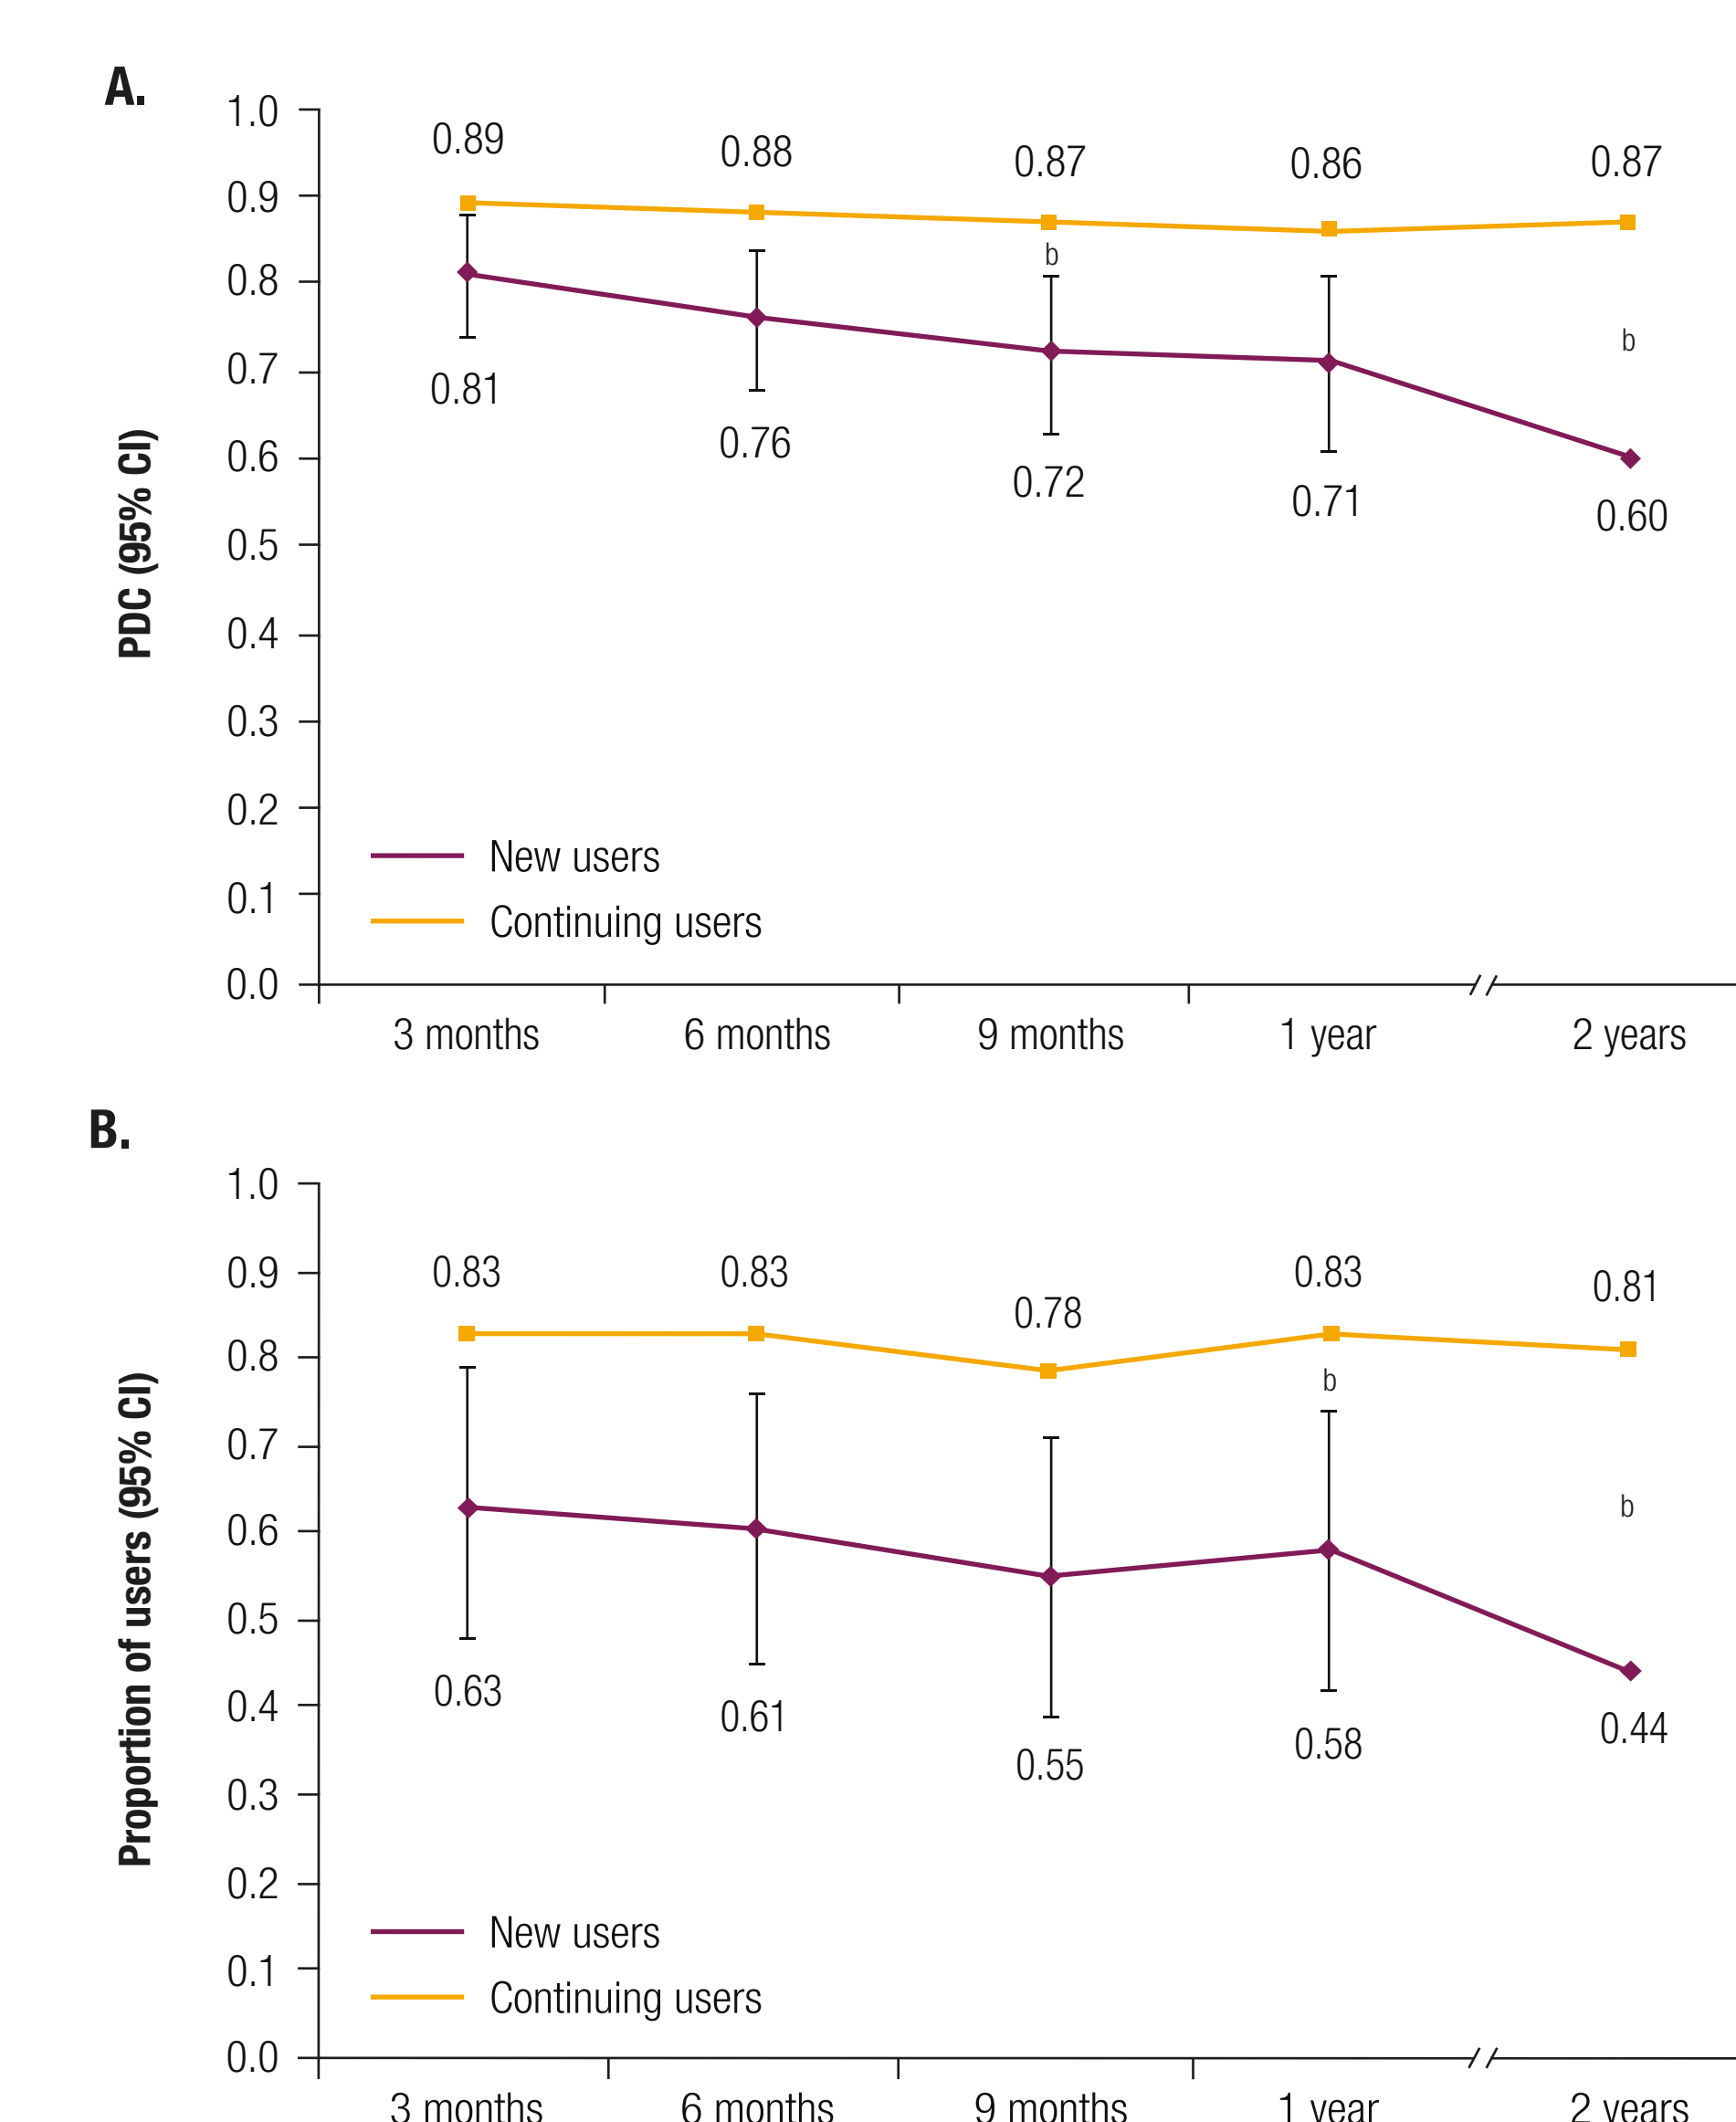 A.
PDC (95% CI)
1.0
0.9
0.8
0.7
0.6
0.5
0.4
0.3
0.2
0.1
0.0
0.89
0.88
0.87
0.86
0.87
b
b
0.81
0.76
0.72
0.71
0.60
New users
Continuing users
3 months
6 months
9 months
1 year
2 years
B.
Proportion of users (95% CI)
1.0
0.9
0.8
0.7
0.6
0.5
0.4
0.3
0.2
0.1
0.0
0.83
0.83
0.78
0.83
0.81
b
b
0.63
0.61
0.55
0.58
0.44
New users
Continuing users
3 months
6 months
9 months
1 year
2 years